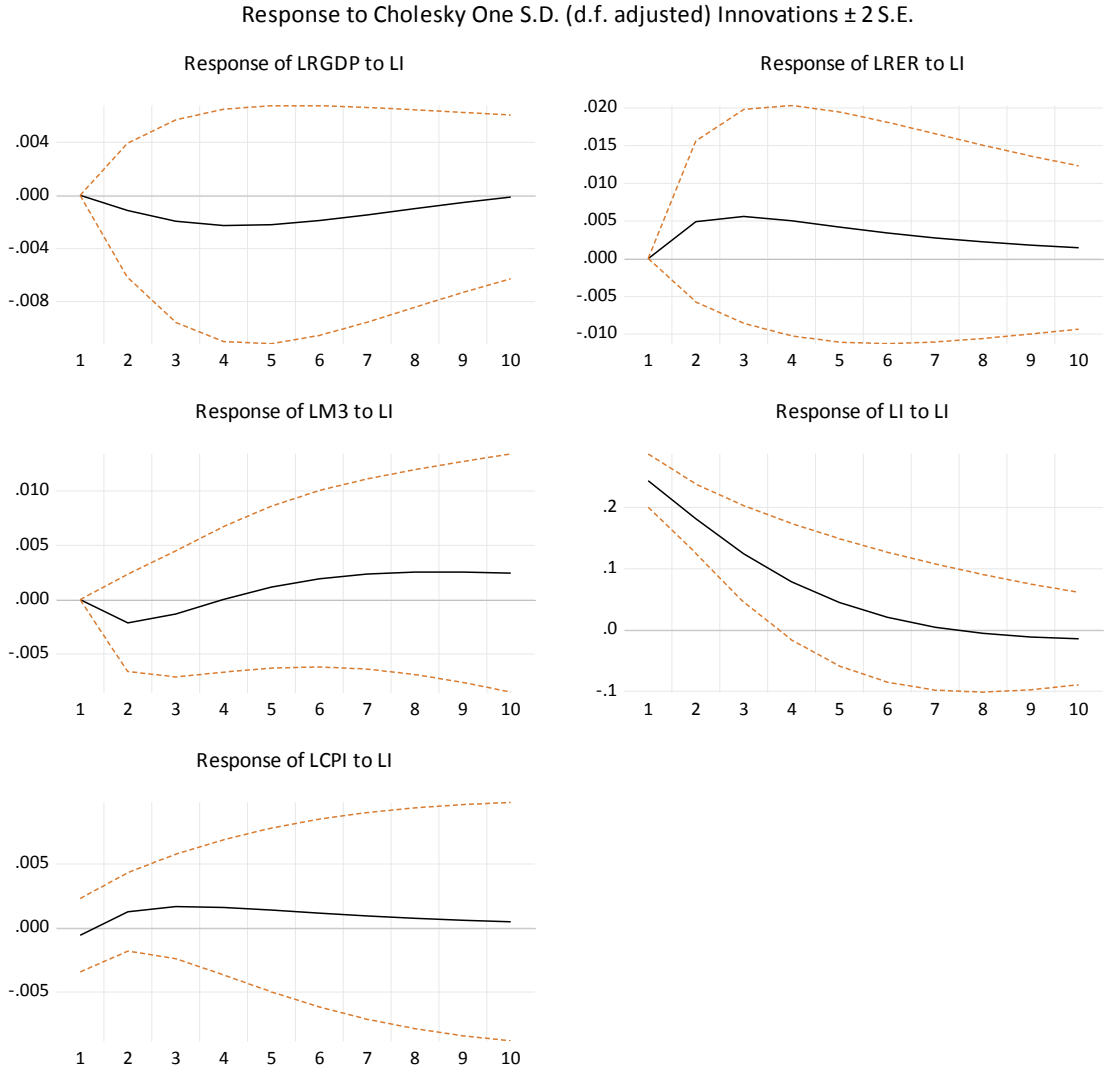 Response to Cholesky One S.D. (d.f. adjusted) Innovations ± 2 S.E.
Response of LRGDP to LI
.004
.000
-.004
-.008
1 2 3 4 5 6 7 8 9 10
Response of LRER to LI
.020
.015
.010
.005
.000
-.005
-.010
1 2 3 4 5 6 7 8 9 10
Response of LM3 to LI
.010
.005
.000
-.005
1 2 3 4 5 6 7 8 9 10
Response of LI to LI
.2
.1
.0
-.1
1 2 3 4 5 6 7 8 9 10
Response of LCPI to LI
.005
.000
-.005
1 2 3 4 5 6 7 8 9 10